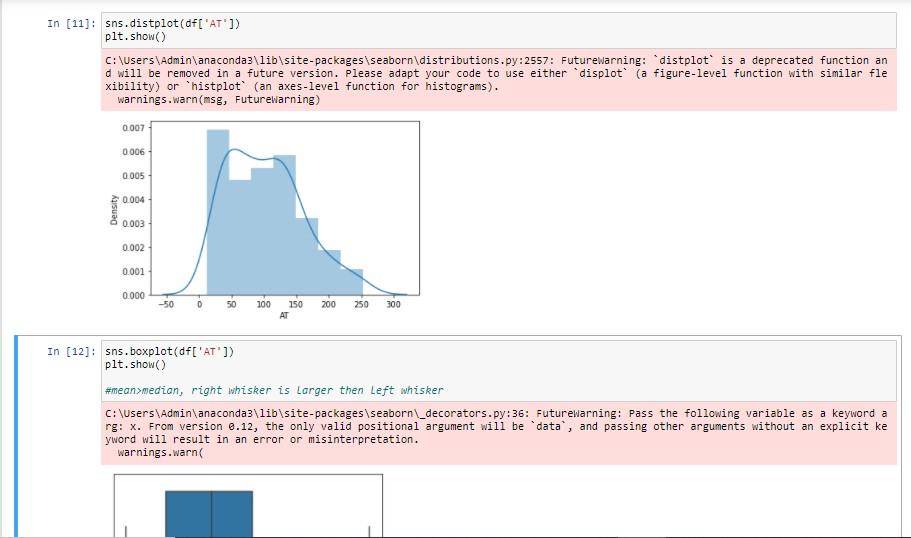 In [11]: sns.distplot(df['AT'])
plt.show()
C:\Users\Admin\anaconda3\lib\site-packages\seaborn\distributions.py:2557: FutureWarning: `distplot` is a deprecated function an
d will be removed in a future version. Please adapt your code to use either `displot` (a figure-level function with similar fle
xibility) or `histplot` (an axes-level function for histograms).
warnings.warn(msg, FutureWarning)
0.007
0.006
0.005
0.004
0.003
0.002
0.001
0.000
Density
-50 0 50 100 150 200 250 300
AT
In [12]: sns.boxplot(df['AT'])
plt.show()
#mean>median, right whisker is larger then left whisker
C:\Users\Admin\anaconda3\lib\site-packages\seaborn\_decorators.py:36: FutureWarning: Pass the following variable as a keyword a
rg: x. From version 0.12, the only valid positional argument will be `data`, and passing other arguments without an explicit ke
yword will result in an error or misinterpretation.
warnings.warn(